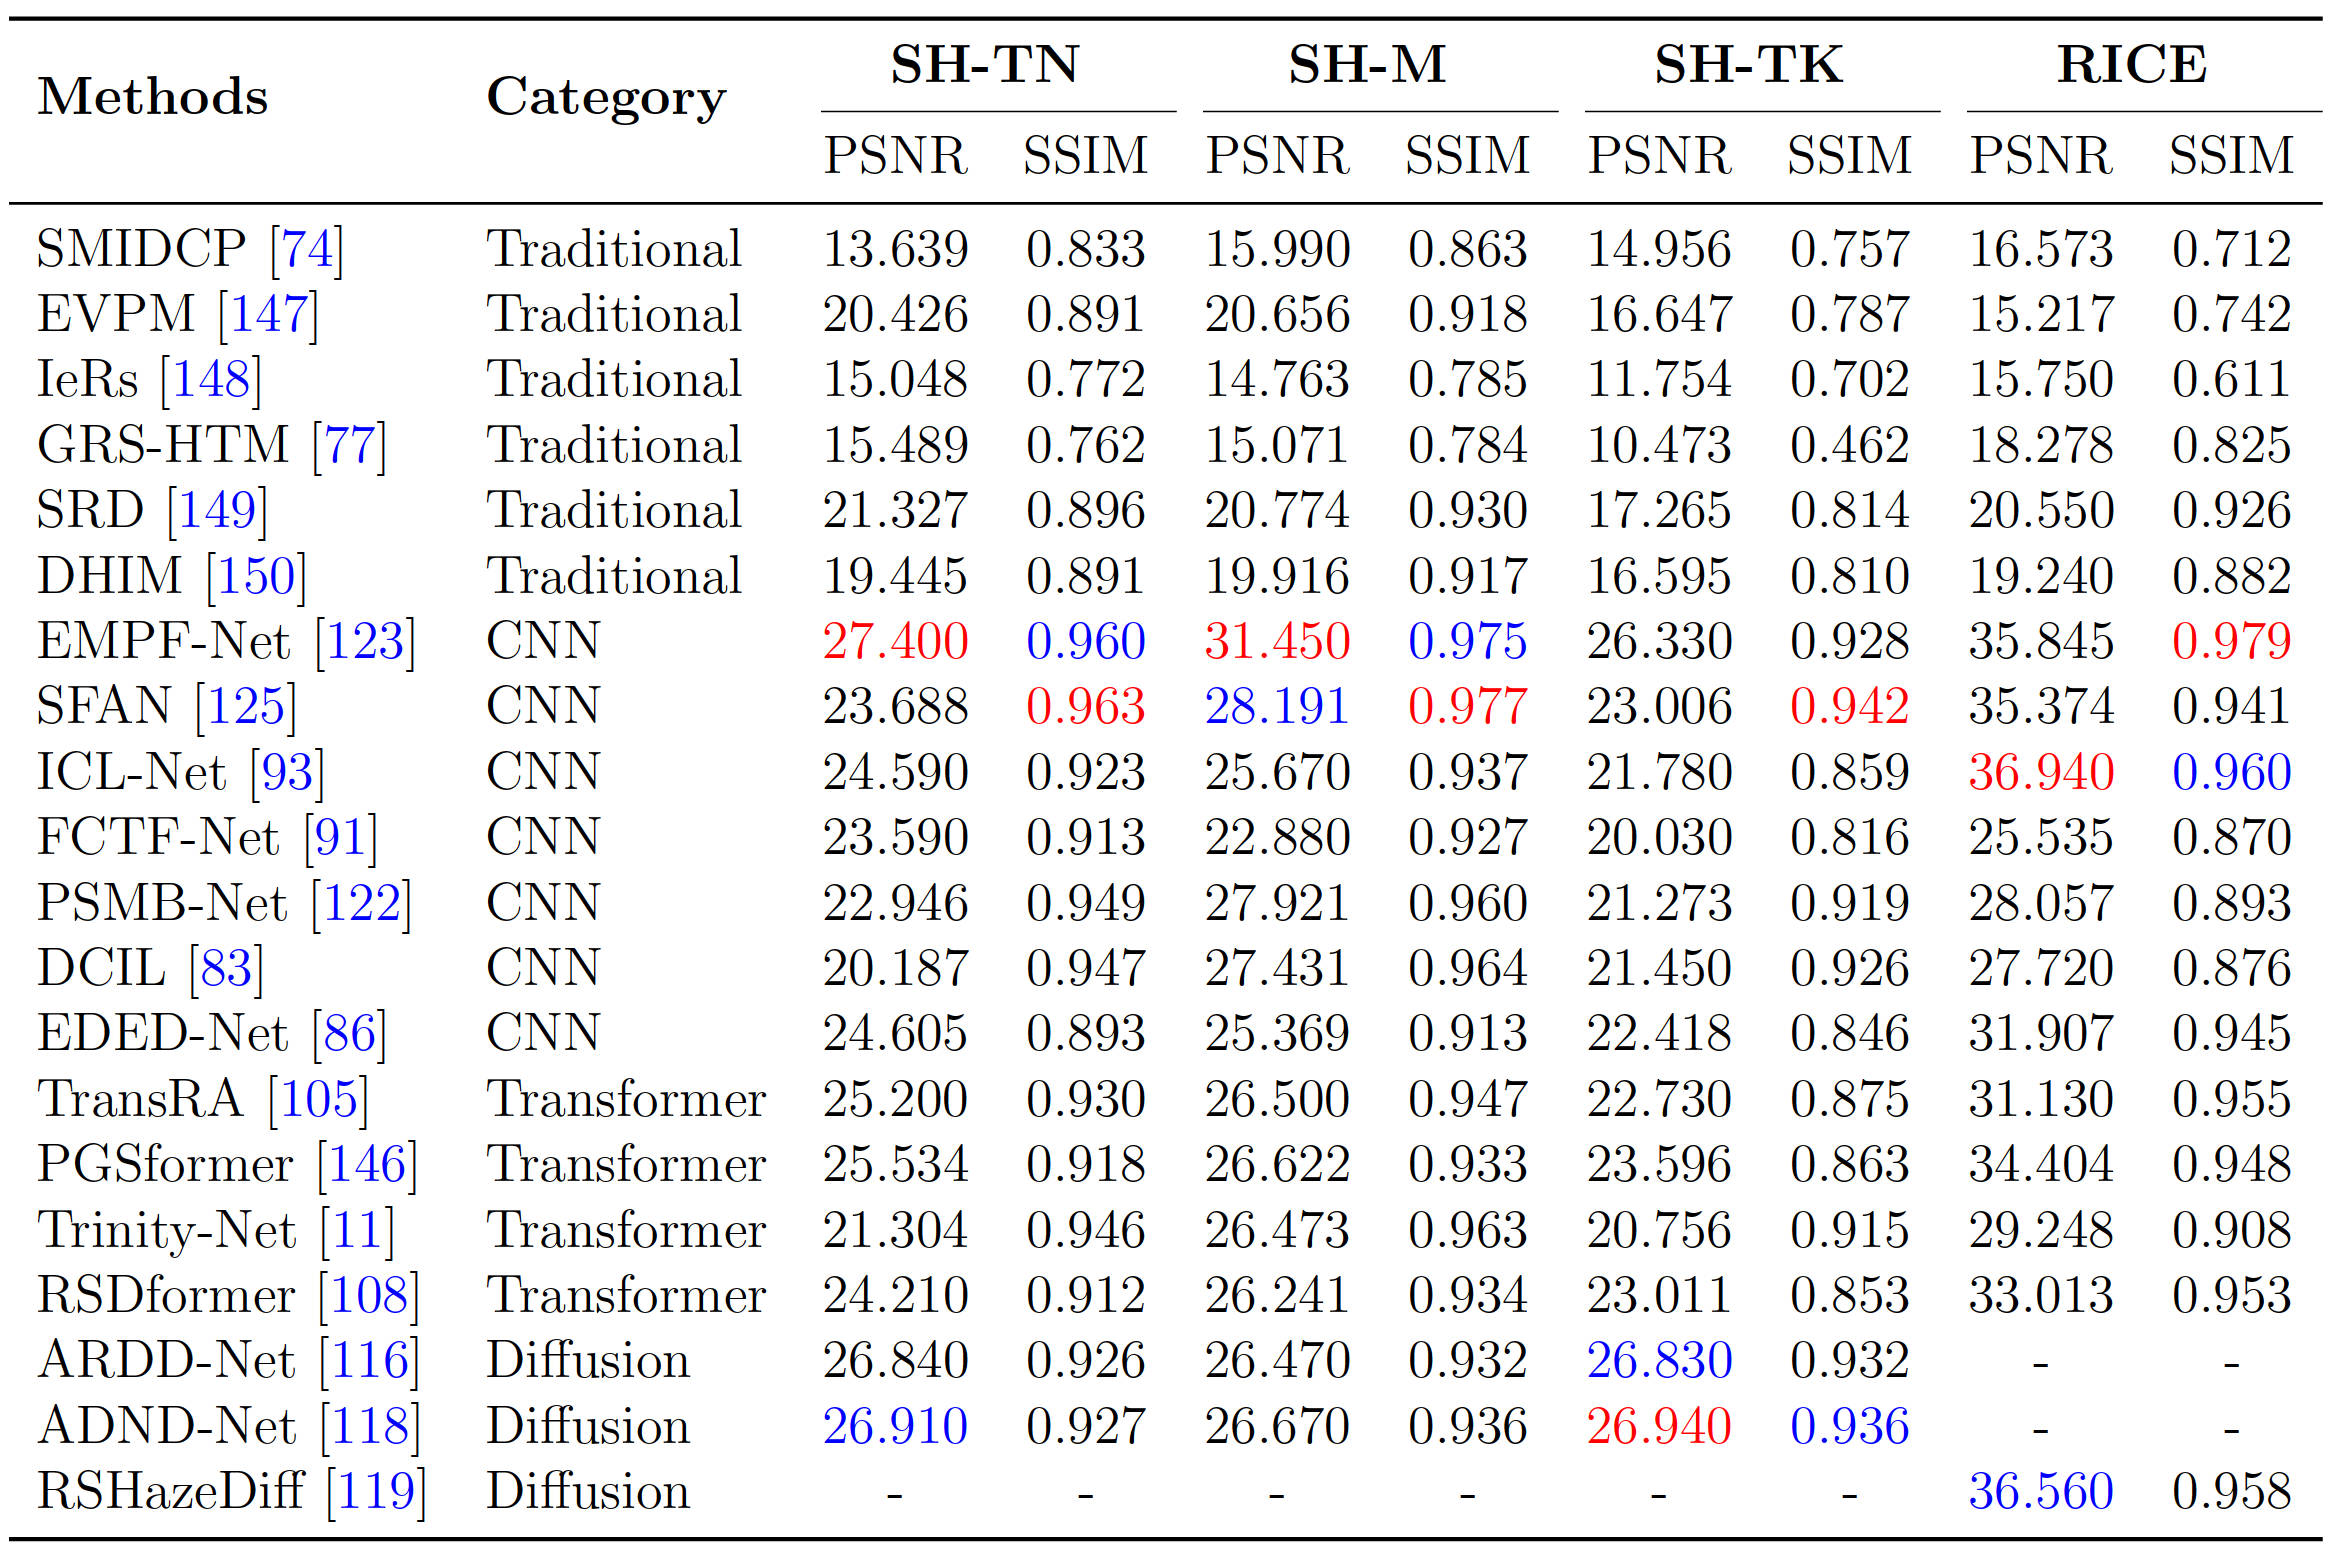 Methods Category SH-TN SH-M SH-TK RICE
PSNR SSIM PSNR SSIM PSNR SSIM PSNR SSIM
SMIDCP [74] Traditional 13.639 0.833 15.990 0.863 14.956 0.757 16.573 0.712
EVPM [147] Traditional 20.426 0.891 20.656 0.918 16.647 0.787 15.217 0.742
IeRs [148] Traditional 15.048 0.772 14.763 0.785 11.754 0.702 15.750 0.611
GRS-HTM [77] Traditional 15.489 0.762 15.071 0.784 10.473 0.462 18.278 0.825
SRD [149] Traditional 21.327 0.896 20.774 0.930 17.265 0.814 20.550 0.926
DHIM [150] Traditional 19.445 0.891 19.916 0.917 16.595 0.810 19.240 0.882
EMPF-Net [123] CNN 27.400 0.960 31.450 0.975 26.330 0.928 35.845 0.979
SFAN [125] CNN 23.688 0.963 28.191 0.977 23.006 0.942 35.374 0.941
ICL-Net [93] CNN 24.590 0.923 25.670 0.937 21.780 0.859 36.940 0.960
FCTF-Net [91] CNN 23.590 0.913 22.880 0.927 20.030 0.816 25.535 0.870
PSMB-Net [122] CNN 22.946 0.949 27.921 0.960 21.273 0.919 28.057 0.893
DCIL [83] CNN 20.187 0.947 27.431 0.964 21.450 0.926 27.720 0.876
EDED-Net [86] CNN 24.605 0.893 25.369 0.913 22.418 0.846 31.907 0.945
TransRA [105] Transformer 25.200 0.930 26.500 0.947 22.730 0.875 31.130 0.955
PGSformer [146] Transformer 25.534 0.918 26.622 0.933 23.596 0.863 34.404 0.948
Trinity-Net [11] Transformer 21.304 0.946 26.473 0.963 20.756 0.915 29.248 0.908
RSDformer [108] Transformer 24.210 0.912 26.241 0.934 23.011 0.853 33.013 0.953
ARDD-Net [116] Diffusion 26.840 0.926 26.470 0.932 26.830 0.932 - -
ADND-Net [118] Diffusion 26.910 0.927 26.670 0.936 26.940 0.936 - -
RSHazeDiff [119] Diffusion - - - - - - 36.560 0.958